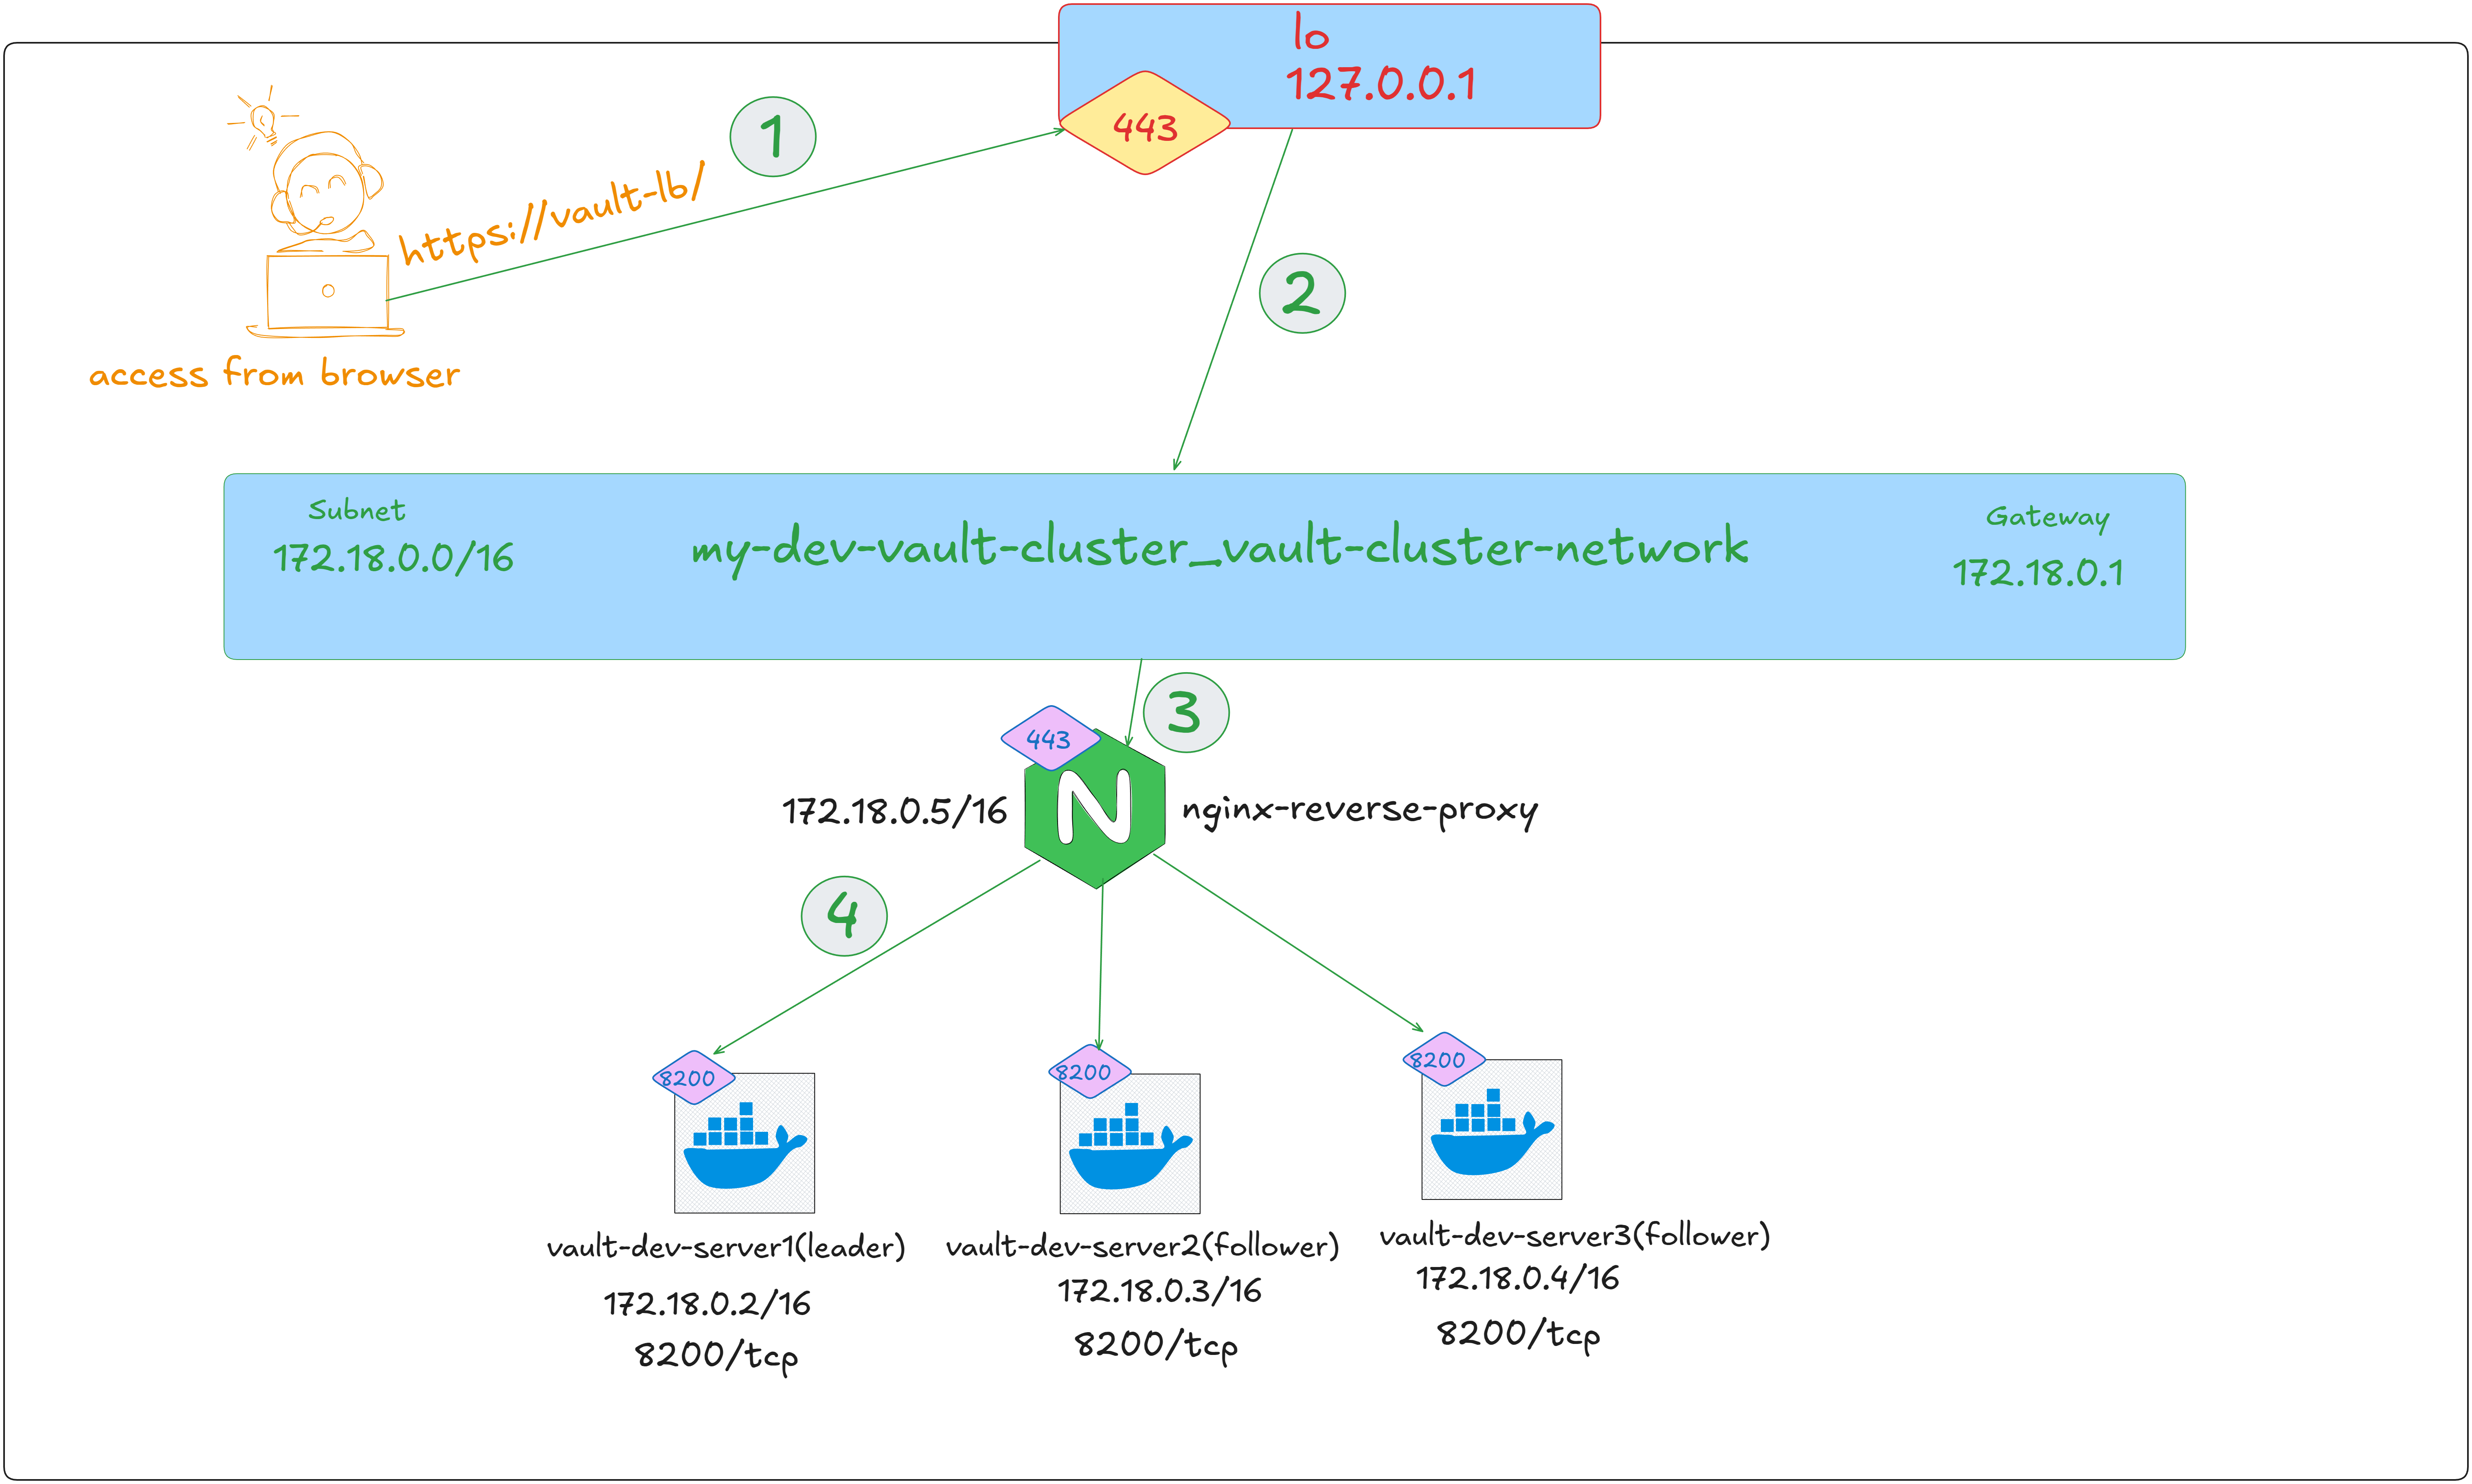 lo
127.0.0.1
443
1
https://vault-lb/
2
access from browser
Subnet
172.18.0.0/16
my-dev-vault-cluster_vault-cluster-network
Gateway
172.18.0.1
3
443
N
172.18.0.5/16
nginx-reverse-proxy
4
8200
vault-dev-server1(leader)
172.18.0.2/16
8200/tcp
8200
vault-dev-server2(follower)
172.18.0.3/16
8200/tcp
8200
vault-dev-server3(follower)
172.18.0.4/16
8200/tcp